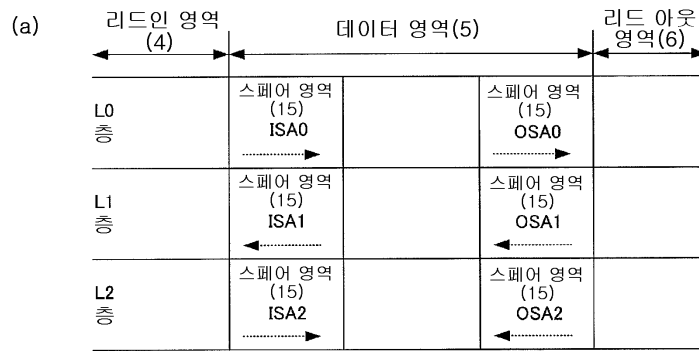 (a)
리드인 영역
(4)
데이터 영역(5)
리드 아웃
영역(6)
L0
층
스페어 영역
(15)
ISA0
스페어 영역
(15)
OSA0
L1
층
스페어 영역
(15)
ISA1
스페어 영역
(15)
OSA1
L2
층
스페어 영역
(15)
ISA2
스페어 영역
(15)
OSA2